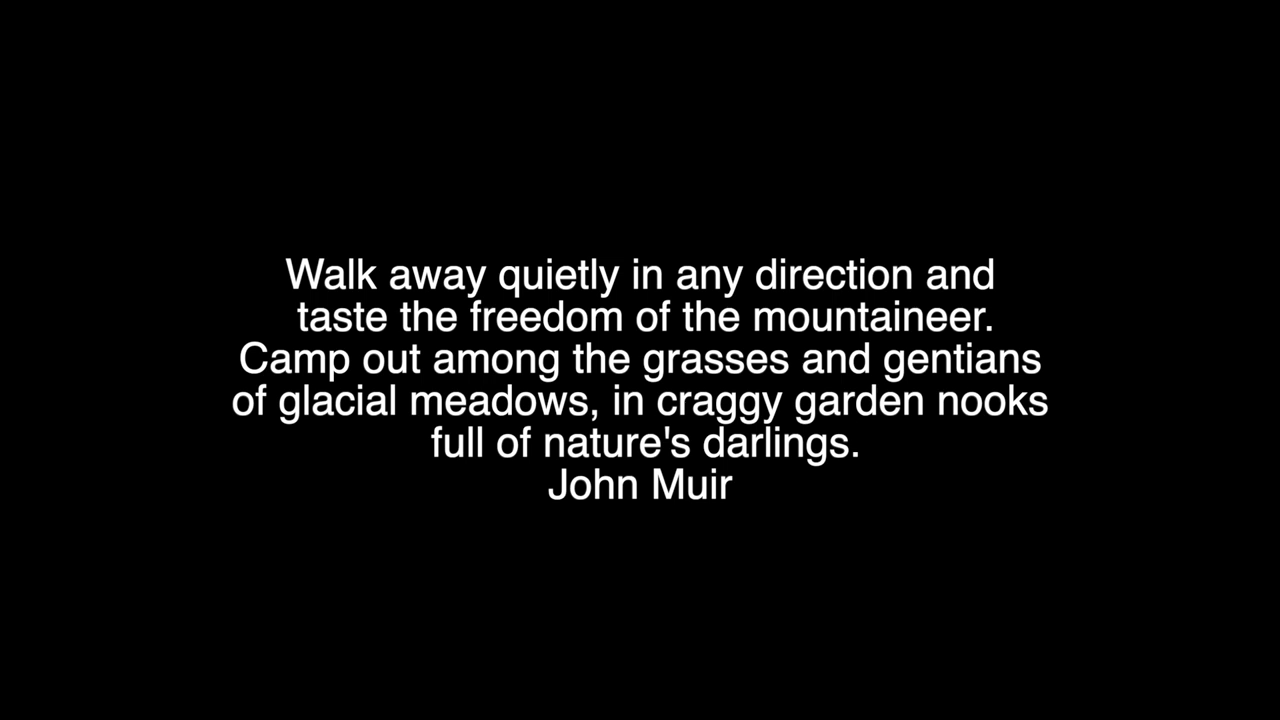 Walk away quietly in any direction and
taste the freedom of the mountaineer.
Camp out among the grasses and gentians
of glacial meadows, in craggy garden nooks
full of nature's darlings.
John Muir